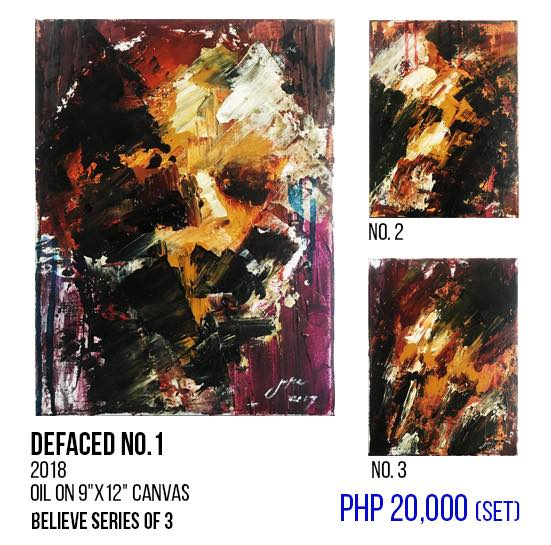 NO. 2
2017
DEFACED NO.1
2018
OIL ON 9"X12" CANVAS
BELIEVE SERIES OF 3
NO. 3
PHP 20,000 (SET)